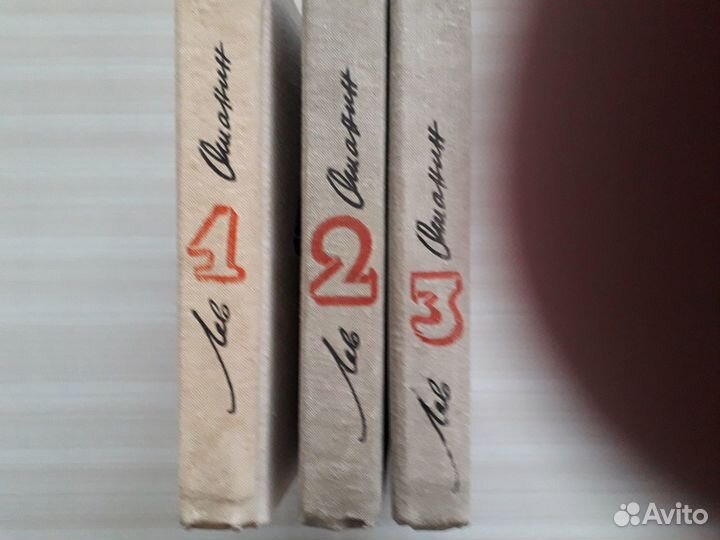 Лев 1 Ошанин
Лев 2 Ошанин
Лев 3 Ошанин
Avito